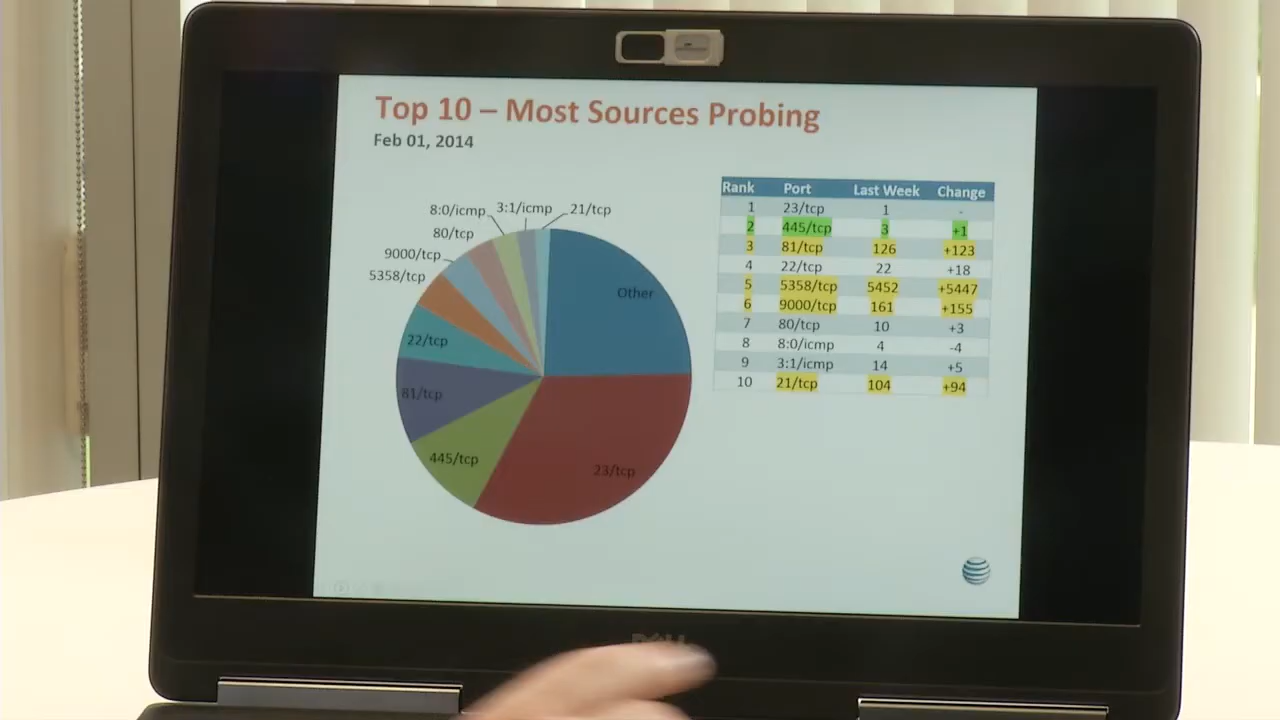 Top 10 – Most Sources Probing
Feb 01, 2014
8:0/icmp
3:1/icmp
21/tcp
80/tcp
9000/tcp
5358/tcp
Other
22/tcp
81/tcp
445/tcp
23/tcp
Rank Port Last Week Change
1 23/tcp 1 -
2 445/tcp 3 +1
3 81/tcp 126 +123
4 22/tcp 22 +18
5 5358/tcp 5452 +5447
6 9000/tcp 161 +155
7 80/tcp 10 +3
8 8:0/icmp 4 -4
9 3:1/icmp 14 +5
10 21/tcp 104 +94
DELL